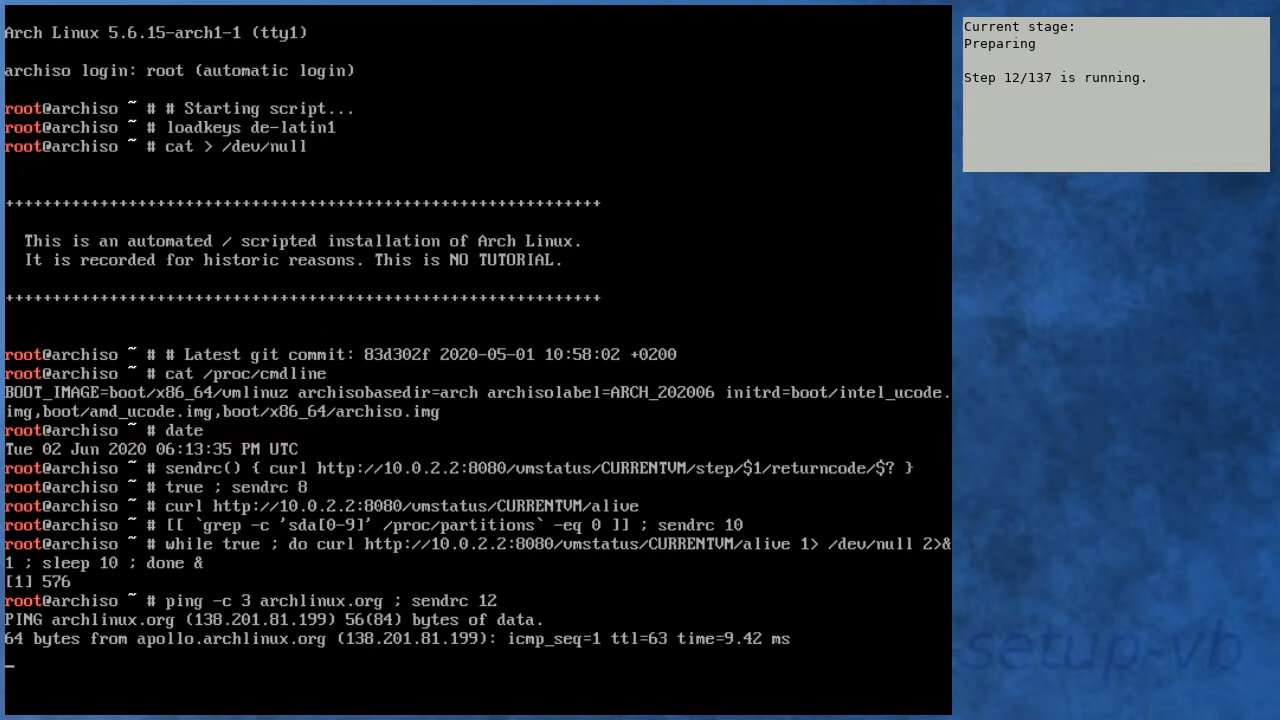 Arch Linux 5.6.15-arch1-1 (tty1)
archiso login: root (automatic login)
root@archiso ~ # # Starting script...
root@archiso ~ # loadkeys de-latin1
root@archiso ~ # cat > /dev/null
++++++++++++++++++++++++++++++++++++++++++++++++++++++++++++++++
This is an automated / scripted installation of Arch Linux.
It is recorded for historic reasons. This is NO TUTORIAL.
++++++++++++++++++++++++++++++++++++++++++++++++++++++++++++++++
root@archiso ~ # # Latest git commit: 83d302f 2020-05-01 10:58:02 +0200
root@archiso ~ # cat /proc/cmdline
BOOT_IMAGE=boot/x86_64/vmlinuz archisobasedir=arch archisolabel=ARCH_202006 initrd=boot/intel_ucode.
img,boot/amd_ucode.img,boot/x86_64/archiso.img
root@archiso ~ # date
Tue 02 Jun 2020 06:13:35 PM UTC
root@archiso ~ # sendrc() { curl http://10.0.2.2:8080/vmstatus/CURRENTVM/step/$1/returncode/$? }
root@archiso ~ # true ; sendrc 8
root@archiso ~ # curl http://10.0.2.2:8080/vmstatus/CURRENTVM/alive
root@archiso ~ # [[ `grep -c 'sda[0-9]' /proc/partitions` -eq 0 ]] ; sendrc 10
root@archiso ~ # while true ; do curl http://10.0.2.2:8080/vmstatus/CURRENTVM/alive 1> /dev/null 2>&
1 ; sleep 10 ; done &
[1] 576
root@archiso ~ # ping -c 3 archlinux.org ; sendrc 12
PING archlinux.org (138.201.81.199) 56(84) bytes of data.
64 bytes from apollo.archlinux.org (138.201.81.199): icmp_seq=1 ttl=63 time=9.42 ms
Current stage:
Preparing
Step 12/137 is running.
setup-vb